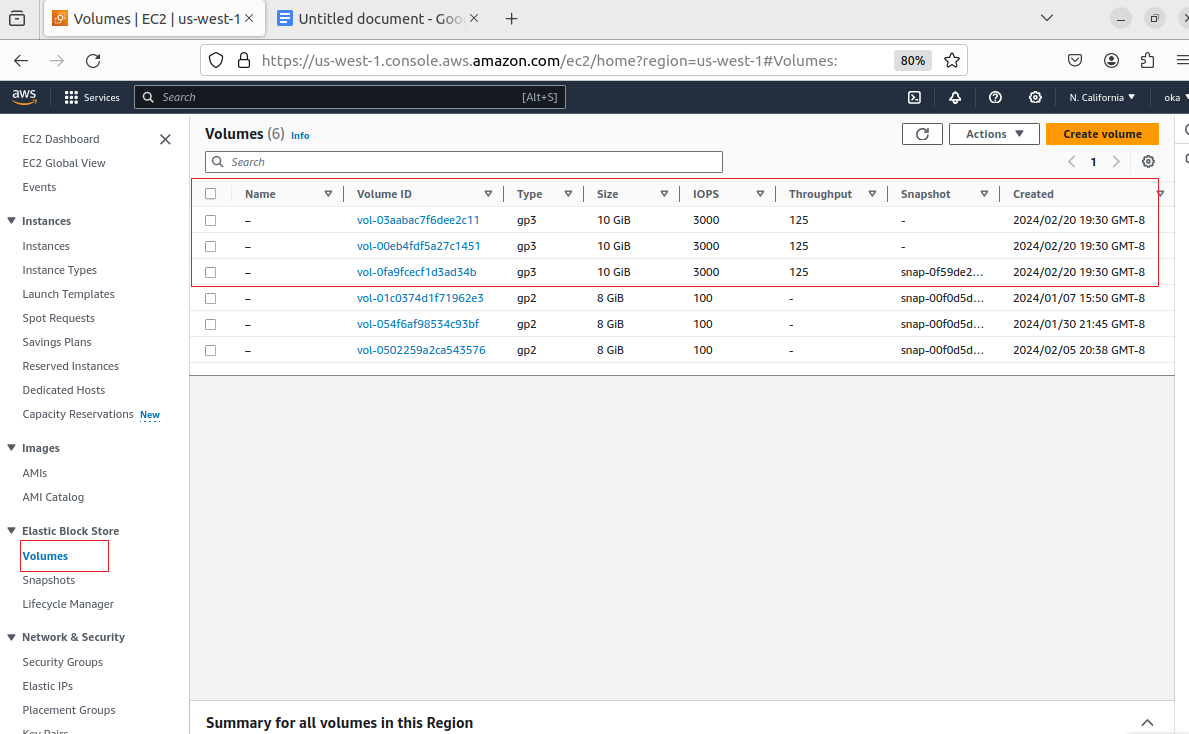 Volumes | EC2 | us-west-1
Untitled document - Goo
https://us-west-1.console.aws.amazon.com/ec2/home?region=us-west-1#Volumes:
80%
aws
Services
Search
[Alt+S]
N. California
oka
EC2 Dashboard
EC2 Global View
Events
Instances
Instances
Instance Types
Launch Templates
Spot Requests
Savings Plans
Reserved Instances
Dedicated Hosts
Capacity Reservations New
Images
AMIs
AMI Catalog
Elastic Block Store
Volumes
Snapshots
Lifecycle Manager
Network & Security
Security Groups
Elastic IPs
Placement Groups
Key Pairs
Volumes (6) Info
Actions
Create volume
Search
1
Name Volume ID Type Size IOPS Throughput Snapshot Created
– vol-03aabac7f6dee2c11 gp3 10 GiB 3000 125 - 2024/02/20 19:30 GMT-8
– vol-00eb4fdf5a27c1451 gp3 10 GiB 3000 125 - 2024/02/20 19:30 GMT-8
– vol-0fa9fcecf1d3ad34b gp3 10 GiB 3000 125 snap-0f59de2... 2024/02/20 19:30 GMT-8
– vol-01c0374d1f71962e3 gp2 8 GiB 100 - snap-00f0d5d... 2024/01/07 15:50 GMT-8
– vol-054f6af98534c93bf gp2 8 GiB 100 - snap-00f0d5d... 2024/01/30 21:45 GMT-8
– vol-0502259a2ca543576 gp2 8 GiB 100 - snap-00f0d5d... 2024/02/05 20:38 GMT-8
Summary for all volumes in this Region